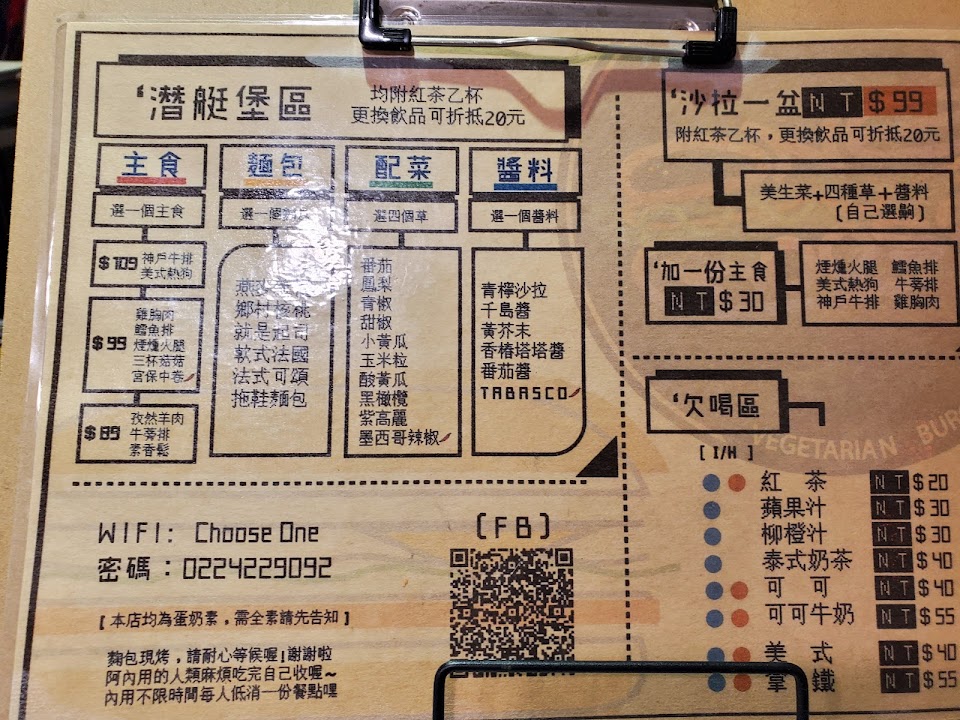 ‘潛艇堡區
均附紅茶乙杯
更換飲品可折抵20元
主食
麵包
配菜
醬料
選一個主食
選一個
選四個草
選一個醬料
$109
神戶牛排
美式熱狗
$99
雞胸肉
鱈魚排
煙燻火腿
三杯菇菇
宮保中卷
$89
孜然羊肉
牛蒡排
素香鬆
鄉村核桃
就是起司
軟式法國
法式可頌
拖鞋麵包
番茄
鳳梨
青椒
甜椒
小黃瓜
玉米粒
酸黃瓜
黑橄欖
紫高麗
墨西哥辣椒
青檸沙拉
千島醬
黃芥末
香椿塔塔醬
番茄醬
TABASCO
WIFI: Choose One
密碼:0224229092
(FB)
[本店均為蛋奶素,需全素請先告知]
麵包現烤,請耐心等候喔!謝謝啦
阿內用的人類麻煩吃完自己收喔~
內用不限時間每人低消一份餐點嘿
‘沙拉一盆NT$99
附紅茶乙杯,更換飲品可折抵20元
美生菜+四種草+醬料
(自己選嗣)
‘加一份主食
NT$30
煙燻火腿 鱈魚排
美式熱狗 牛蒡排
神戶牛排 雞胸肉
‘欠喝區
VEGETARIAN BURG
[I/H]
紅茶 NT$20
蘋果汁 NT$30
柳橙汁 NT$30
泰式奶茶 NT$40
可可 NT$40
可可牛奶 NT$55
美式 NT$40
拿鐵 NT$55